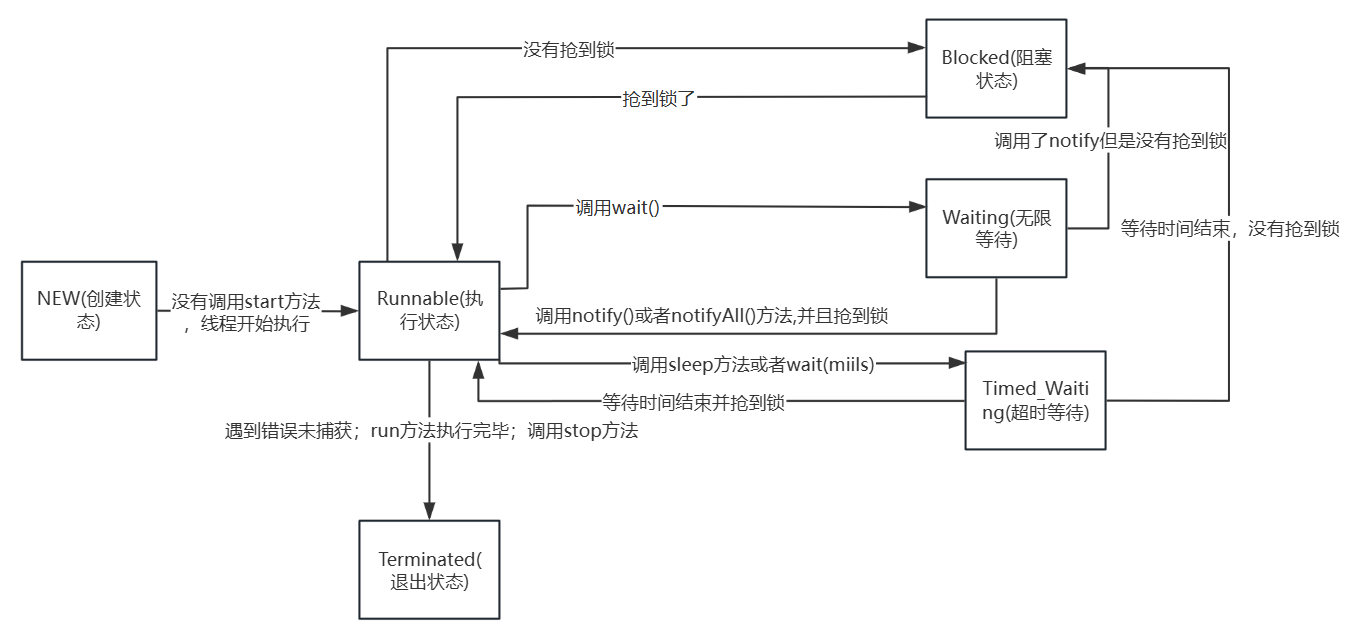 没有抢到锁
Blocked(阻塞
状态)
抢到锁了
调用了notify但是没有抢到锁
调用wait()
Waiting(无限
等待)
等待时间结束，没有抢到锁
NEW(创建状
态)
没有调用start方法
，线程开始执行
Runnable(执
行状态)
调用notify()或者notifyAll()方法,并且抢到锁
调用sleep方法或者wait(miils)
Timed_Waiti
ng(超时等待)
等待时间结束并抢到锁
遇到错误未捕获；run方法执行完毕；调用stop方法
Terminated(
退出状态)